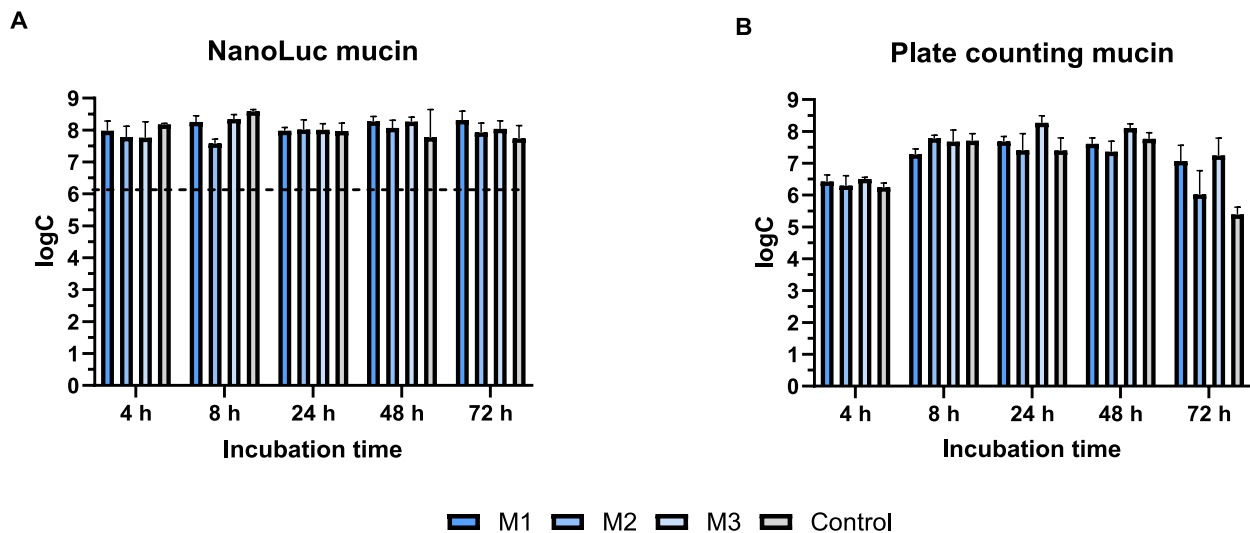 A
NanoLuc mucin
9
8
7
6
5
4
3
2
1
0
logC
4 h 8 h 24 h 48 h 72 h
Incubation time
B
Plate counting mucin
9
8
7
6
5
4
3
2
1
0
logC
4 h 8 h 24 h 48 h 72 h
Incubation time
M1 M2 M3 Control